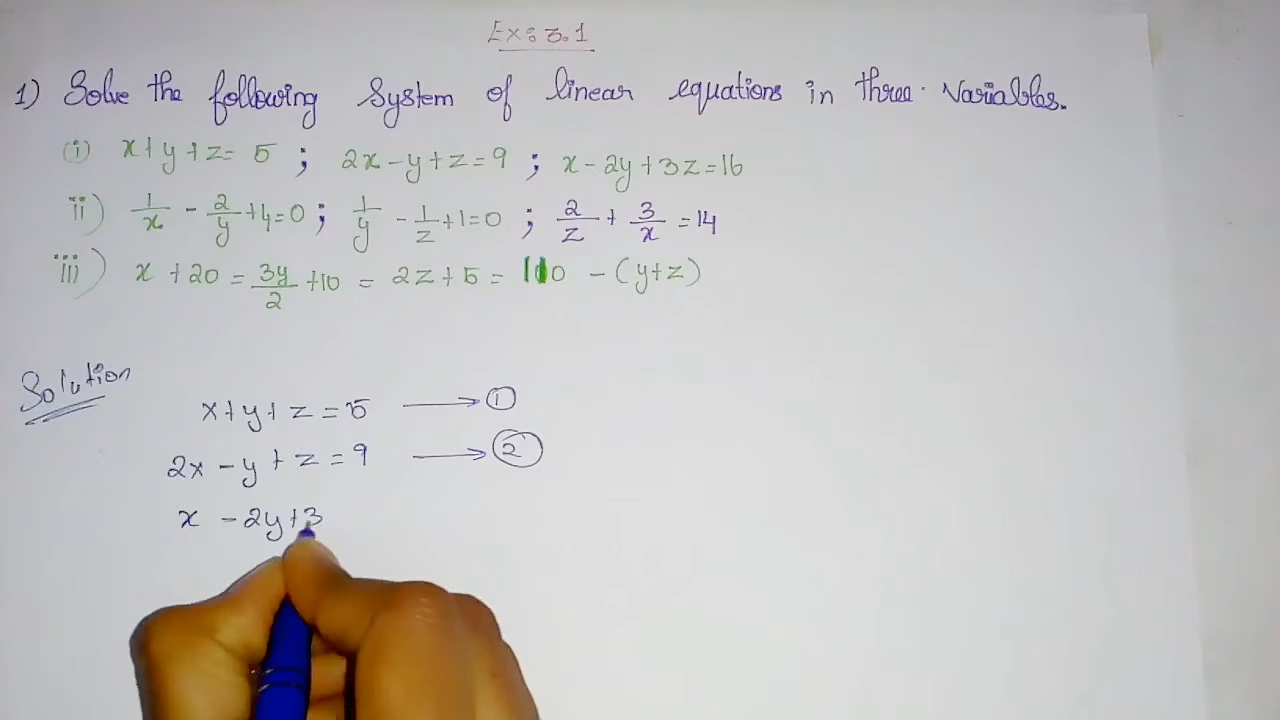 Ex: 3.1
1) Solve the following System of linear equations in three Variables.
(i) x+y+z= 5 ; 2x-y+z=9 ; x-2y+3z=16
ii) 1/x - 2/y +4=0 ; 1/y - 1/z +1=0 ; 2/z + 3/x = 14
iii) x +20 = 3y/2 +10 = 2z+5 = 110 - (y+z)
Solution
x+y+z=5 → ①
2x-y+z=9 → ②
x -2y+3